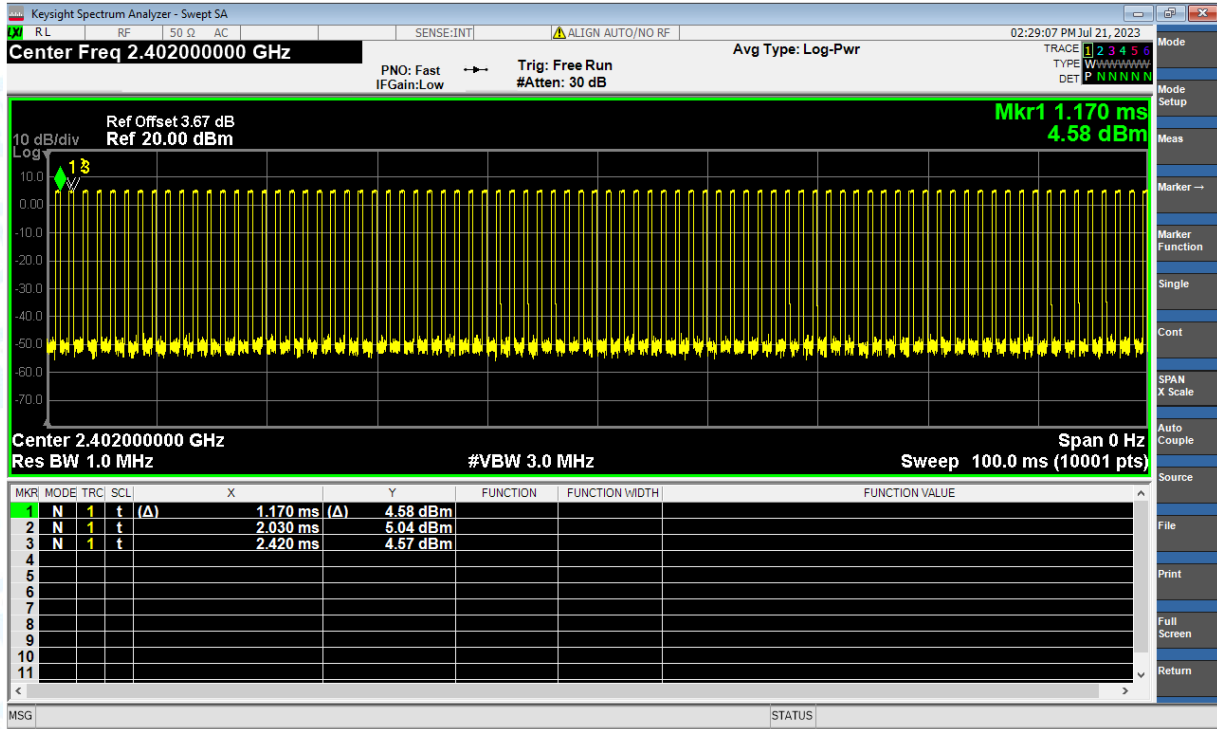 Keysight Spectrum Analyzer - Swept SA
LXI RL RF 50 Ω AC SENSE:INT ALIGN AUTO/NO RF 02:29:07 PM Jul 21, 2023
Center Freq 2.402000000 GHz
Avg Type: Log-Pwr
TRACE 1 2 3 4 5 6
TYPE WWWWWW
DET P N N N N N
PNO: Fast
IFGain:Low
Trig: Free Run
#Atten: 30 dB
Ref Offset 3.67 dB
Ref 20.00 dBm
10 dB/div
Log
Mkr1 1.170 ms
4.58 dBm
1 3
10.0
0.00
-10.0
-20.0
-30.0
-40.0
-50.0
-60.0
-70.0
Center 2.402000000 GHz Span 0 Hz
Res BW 1.0 MHz #VBW 3.0 MHz Sweep 100.0 ms (10001 pts)
MKR MODE TRC SCL X Y FUNCTION FUNCTION WIDTH FUNCTION VALUE
1 N 1 t (Δ) 1.170 ms (Δ) 4.58 dBm
2 N 1 t 2.030 ms 5.04 dBm
3 N 1 t 2.420 ms 4.57 dBm
4
5
6
7
8
9
10
11
MSG STATUS
Mode
Mode
Setup
Meas
Marker →
Marker
Function
Single
Cont
SPAN
X Scale
Auto
Couple
Source
File
Print
Full
Screen
Return